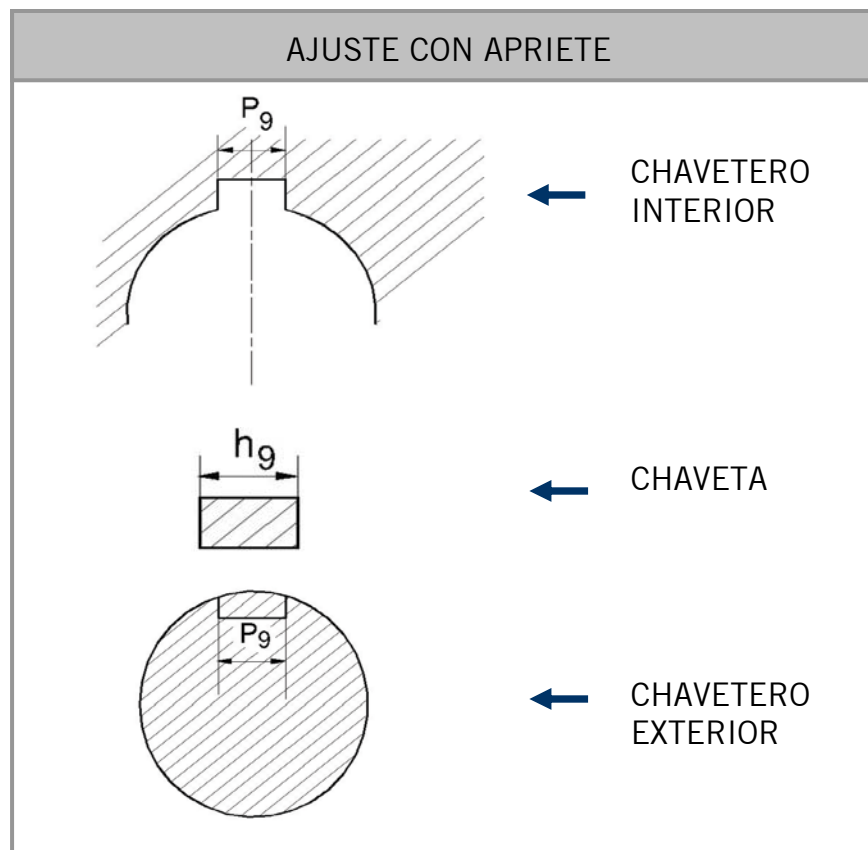 AJUSTE CON APRIETE
P9
CHAVETERO
INTERIOR
h9
CHAVETA
P9
CHAVETERO
EXTERIOR